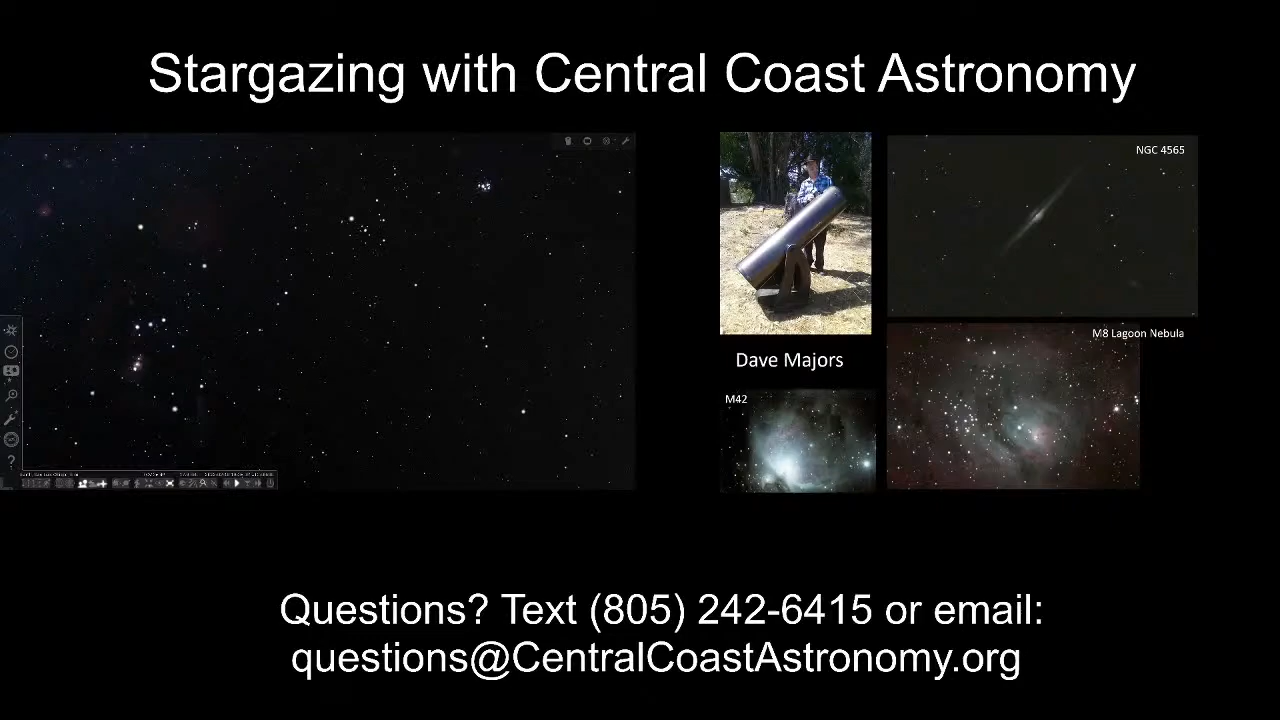 Stargazing with Central Coast Astronomy
NGC 4565
M8 Lagoon Nebula
Dave Majors
M42
Questions? Text (805) 242-6415 or email:
questions@CentralCoastAstronomy.org